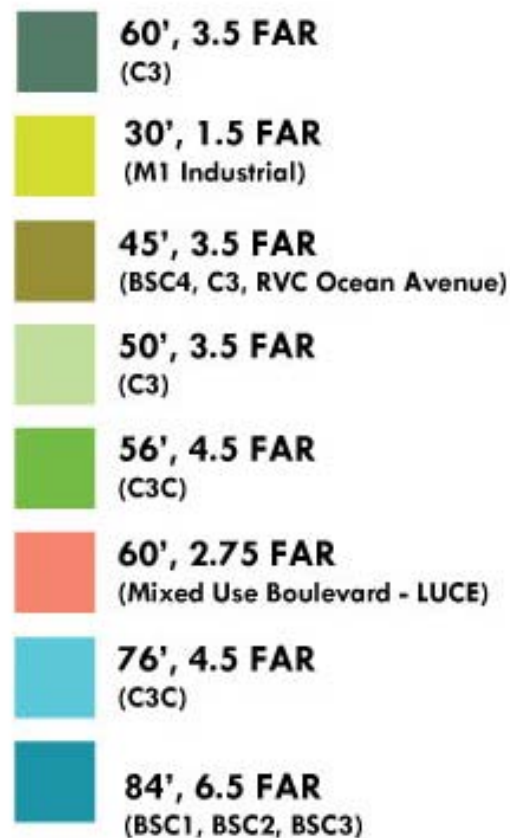 60’, 3.5 FAR
(C3)
30’, 1.5 FAR
(M1 Industrial)
45’, 3.5 FAR
(BSC4, C3, RVC Ocean Avenue)
50’, 3.5 FAR
(C3)
56’, 4.5 FAR
(C3C)
60’, 2.75 FAR
(Mixed Use Boulevard - LUCE)
76’, 4.5 FAR
(C3C)
84’, 6.5 FAR
(BSC1, BSC2, BSC3)